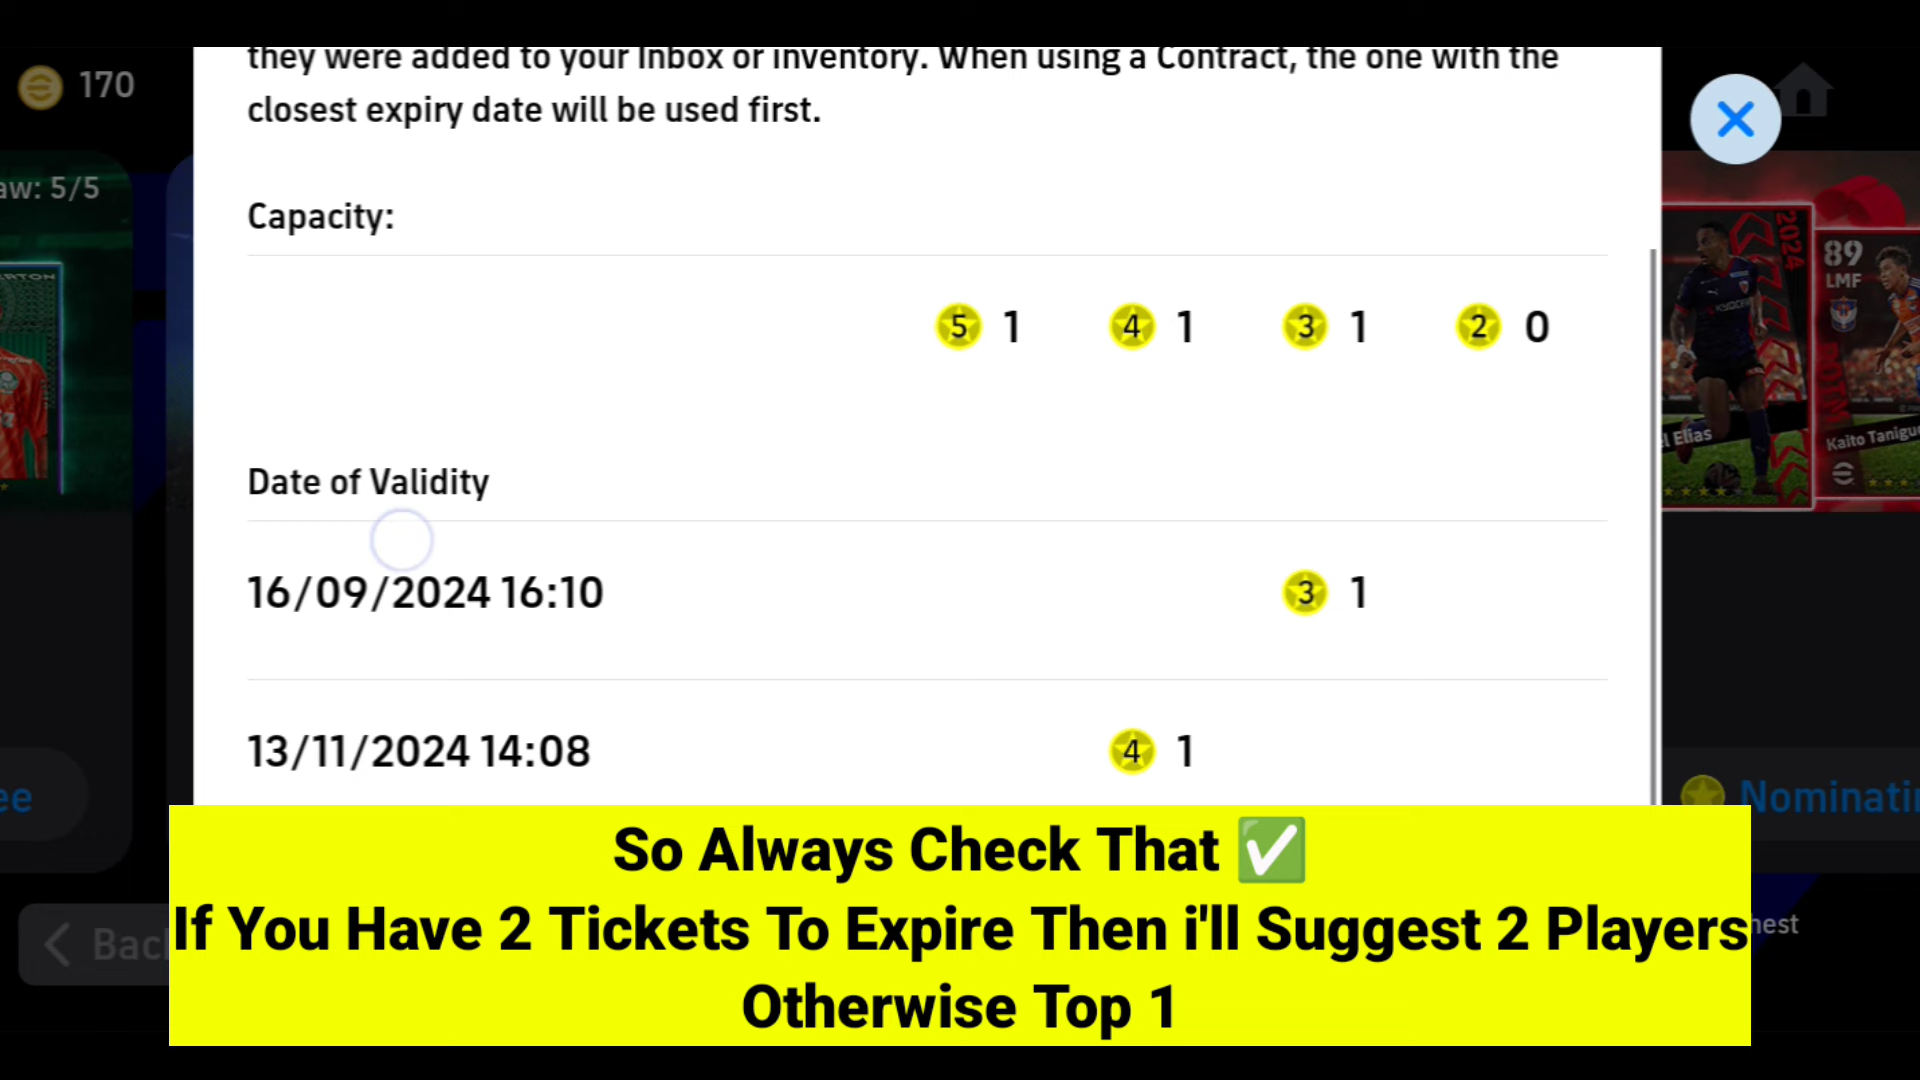 they were added to your Inbox or inventory. When using a Contract, the one with the
closest expiry date will be used first.
170
aw: 5/5
Capacity:
5 1 4 1 3 1 2 0
2024
89
LMF
Date of Validity
l Elias
Kaito Tanigu
16/09/2024 16:10 3 1
13/11/2024 14:08 4 1
ee
Nominatin
So Always Check That ✅
If You Have 2 Tickets To Expire Then i'll Suggest 2 Players
Otherwise Top 1
Bac
hest